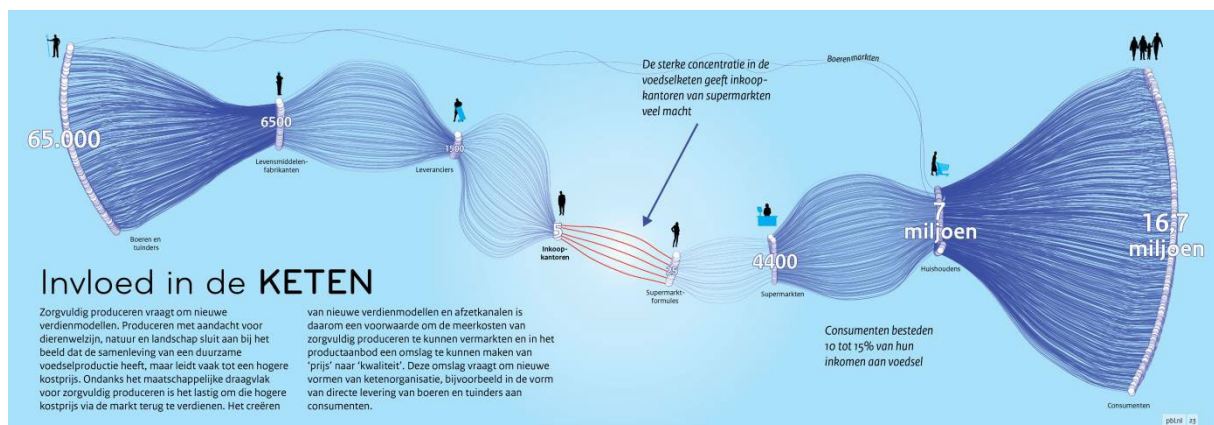 65.000
Boeren en
tuinders
6500
Levensmiddelen-
fabrikanten
1500
Leveranciers
5
Inkoop-
kantoren
De sterke concentratie in de
voedselketen geeft inkoop-
kantoren van supermarkten
veel macht
25
Supermarkt-
formules
4400
Supermarkten
Boerenmarkten
7
miljoen
Huishoudens
16,7
miljoen
Consumenten
Consumenten besteden
10 tot 15% van hun
inkomen aan voedsel
Invloed in de KETEN
Zorgvuldig produceren vraagt om nieuwe
verdienmodellen. Produceren met aandacht voor
dierenwelzijn, natuur en landschap sluit aan bij het
beeld dat de samenleving van een duurzame
voedselproductie heeft, maar leidt vaak tot een hogere
kostprijs. Ondanks het maatschappelijke draagvlak
voor zorgvuldig produceren is het lastig om die hogere
kostprijs via de markt terug te verdienen. Het creëren
van nieuwe verdienmodellen en afzetkanalen is
daarom een voorwaarde om de meerkosten van
zorgvuldig produceren te kunnen vermarkten en in het
productaanbod een omslag te kunnen maken van
‘prijs’ naar ‘kwaliteit’. Deze omslag vraagt om nieuwe
vormen van ketenorganisatie, bijvoorbeeld in de vorm
van directe levering van boeren en tuinders aan
consumenten.
pbl.nl 23